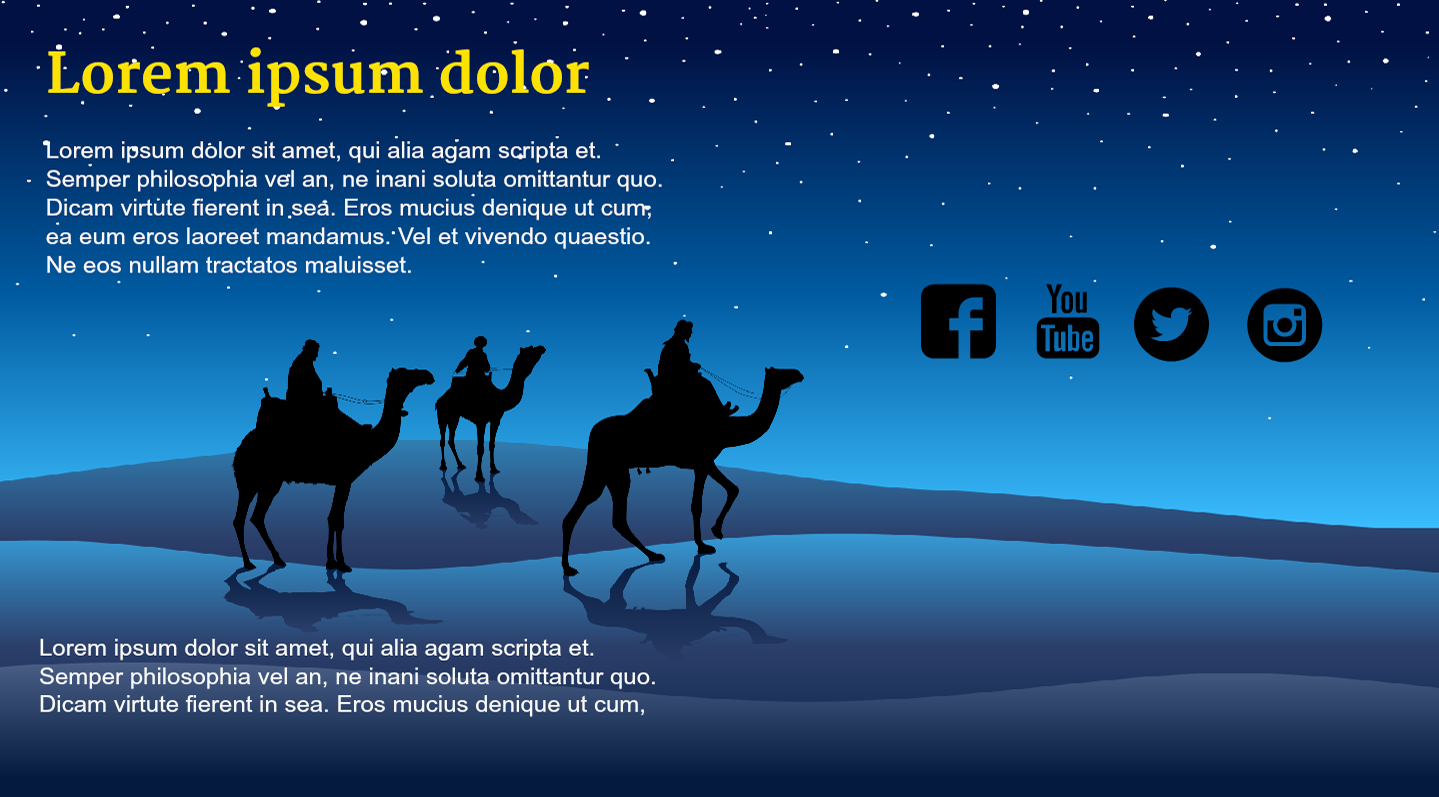 Lorem ipsum dolor
Lorem ipsum dolor sit amet, qui alia agam scripta et.
Semper philosophia vel an, ne inani soluta omittantur quo.
Dicam virtute fierent in sea. Eros mucius denique ut cum,
ea eum eros laoreet mandamus. Vel et vivendo quaestio.
Ne eos nullam tractatos maluisset.
You
Tube
Lorem ipsum dolor sit amet, qui alia agam scripta et.
Semper philosophia vel an, ne inani soluta omittantur quo.
Dicam virtute fierent in sea. Eros mucius denique ut cum,